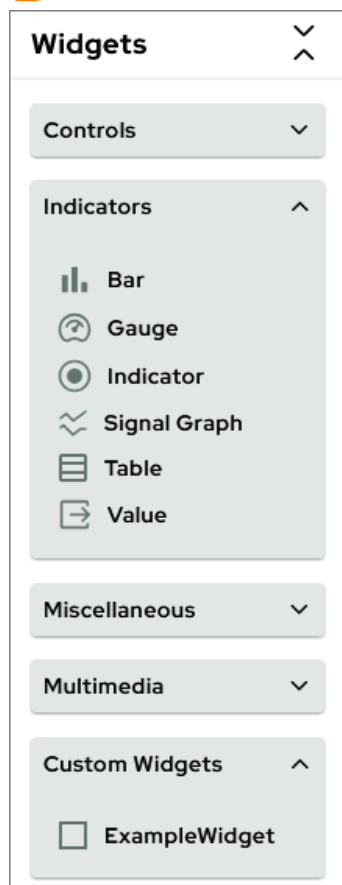 Widgets
Controls
Indicators
Bar
Gauge
Indicator
Signal Graph
Table
Value
Miscellaneous
Multimedia
Custom Widgets
ExampleWidget